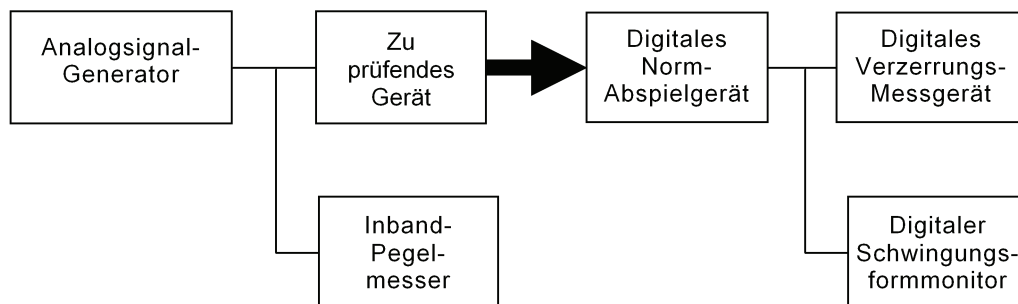 Analogsignal-
Generator
Zu
prüfendes
Gerät
Digitales
Norm-
Abspielgerät
Digitales
Verzerrungs-
Messgerät
Inband-
Pegel-
messer
Digitaler
Schwingungs-
formmonitor